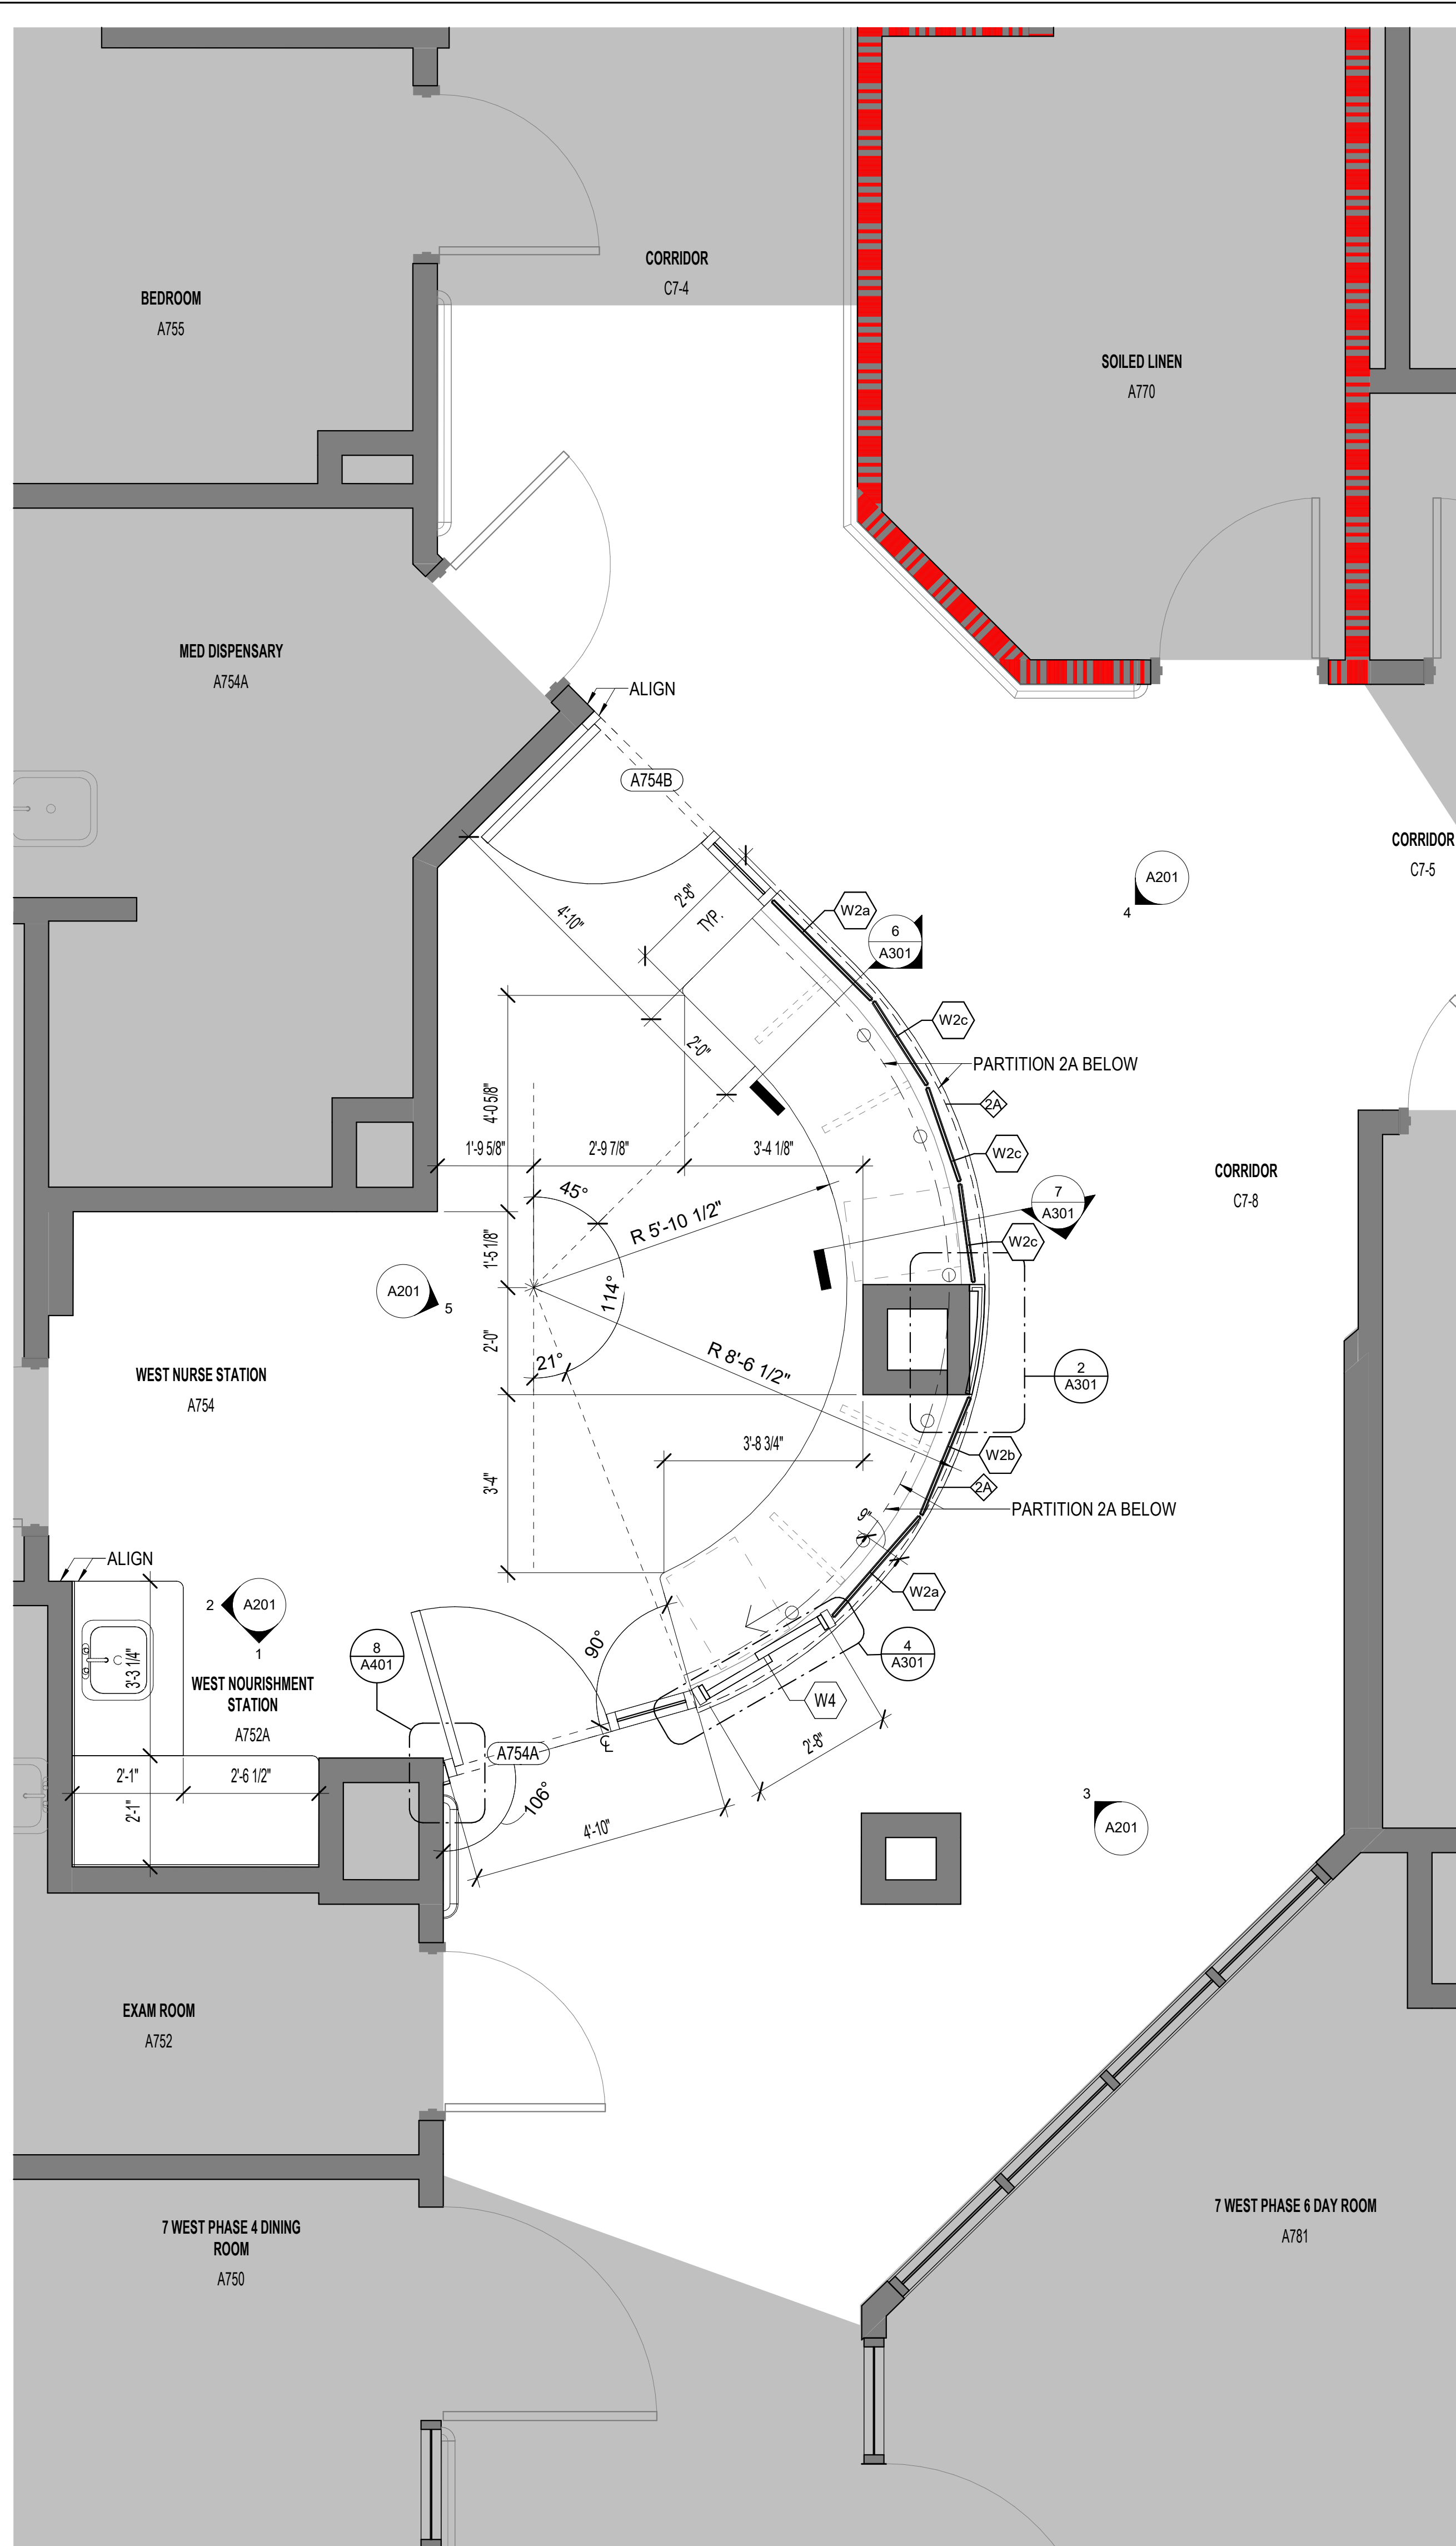 CORRIDOR
C7-4
BEDROOM
A755
SOILED LINEN
A770
MED DISPENSARY
A754A
ALIGN
A754B
CORRIDOR
C7-5
A201
4
2'-8"
TYP.
W2a
4'-10"
6
A301
W2c
2'-0"
PARTITION 2A BELOW
4'-0 5/8"
2A
1'-9 5/8"
2'-9 7/8"
3'-4 1/8"
W2c
CORRIDOR
C7-8
45°
R 5'-10 1/2"
7
A301
1'-5 1/8"
W2c
114°
A201
5
2'-0"
21°
R 8'-6 1/2"
WEST NURSE STATION
A754
2
A301
3'-8 3/4"
W2b
3'-4"
2A
9"
PARTITION 2A BELOW
ALIGN
2
A201
1
W2a
90°
8
A401
4
A301
3'-3 1/4"
WEST NOURISHMENT
STATION
A752A
W4
℄
A754A
2'-8"
2'-1"
2'-6 1/2"
2'-1"
106°
4'-10"
3
A201
EXAM ROOM
A752
7 WEST PHASE 6 DAY ROOM
A781
7 WEST PHASE 4 DINING
ROOM
A750